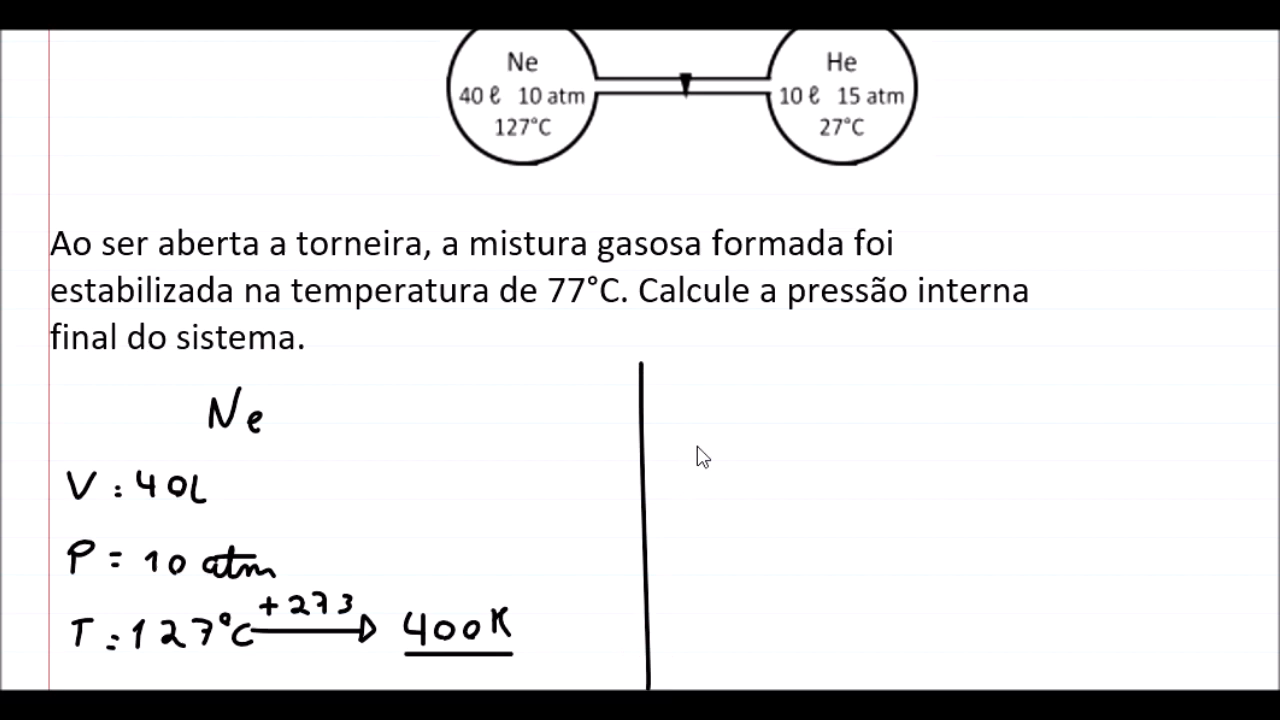 Ne He
40 ℓ 10 atm 10 ℓ 15 atm
127°C 27°C
Ao ser aberta a torneira, a mistura gasosa formada foi
estabilizada na temperatura de 77°C. Calcule a pressão interna
final do sistema.
Ne
V : 40L
P = 10 atm
+273
T : 127°C 400K